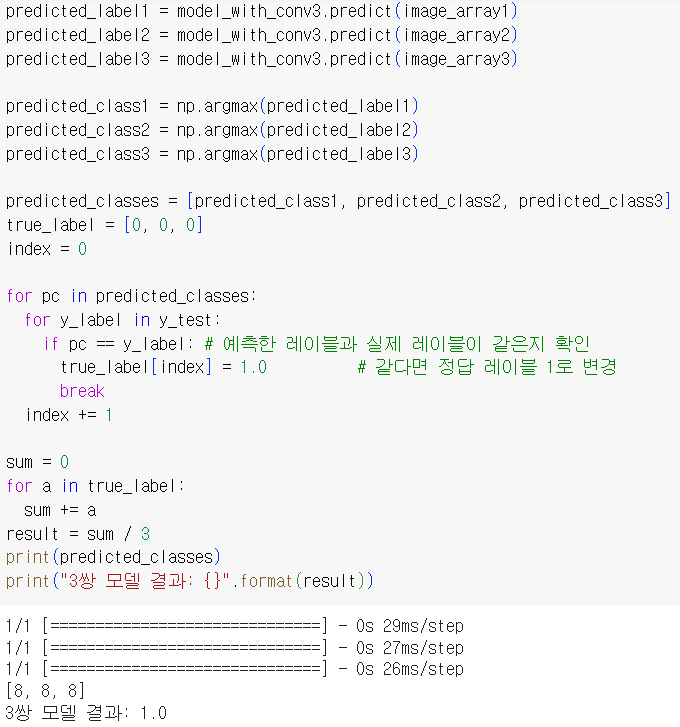 predicted_label1 = model_with_conv3.predict(image_array1)
predicted_label2 = model_with_conv3.predict(image_array2)
predicted_label3 = model_with_conv3.predict(image_array3)
predicted_class1 = np.argmax(predicted_label1)
predicted_class2 = np.argmax(predicted_label2)
predicted_class3 = np.argmax(predicted_label3)
predicted_classes = [predicted_class1, predicted_class2, predicted_class3]
true_label = [0, 0, 0]
index = 0
for pc in predicted_classes:
  for y_label in y_test:
    if pc == y_label: # 예측한 레이블과 실제 레이블이 같은지 확인
      true_label[index] = 1.0          # 같다면 정답 레이블 1로 변경
      break
  index += 1
sum = 0
for a in true_label:
  sum += a
result = sum / 3
print(predicted_classes)
print("3쌍 모델 결과: {}".format(result))
1/1 [==============================] - 0s 29ms/step
1/1 [==============================] - 0s 27ms/step
1/1 [==============================] - 0s 26ms/step
[8, 8, 8]
3쌍 모델 결과: 1.0